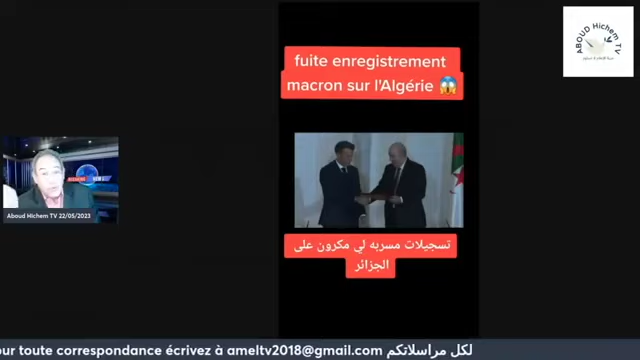 fuite enregistrement
macron sur l'Algérie 😱
ABOUD Hichem TV
Aboud Hichem TV 22/05/2023
تسجيلات مسربه لي مكرون على
الجزائر
our toute correspondance écrivez à ameltv2018@gmail.com لكل مراسلاتكم